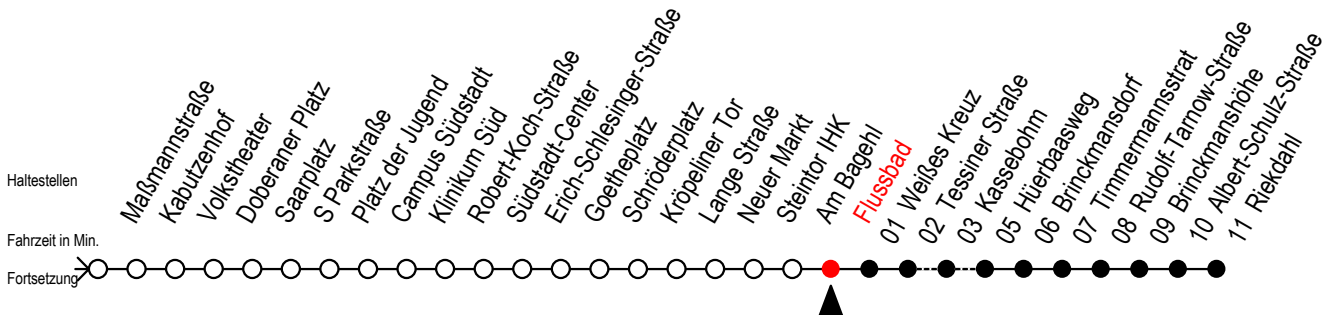 Haltestellen
Fahrzeit in Min.
Fortsetzung
Maßmannstraße
Kabutzenhof
Volkstheater
Doberaner Platz
Saarplatz
S Parkstraße
Platz der Jugend
Campus Südstadt
Klinikum Süd
Robert-Koch-Straße
Südstadt-Center
Erich-Schlesinger-Straße
Goetheplatz
Schröderplatz
Kröpeliner Tor
Lange Straße
Neuer Markt
Steintor IHK
Am Bagehl
Flussbad
01 Weißes Kreuz
02 Tessiner Straße
03 Kassebohm
05 Hüerbaasweg
06 Brinckmansdorf
07 Timmermannsstrat
08 Rudolf-Tarnow-Straße
09 Brinckmanshöhe
10 Albert-Schulz-Straße
11 Riekdahl